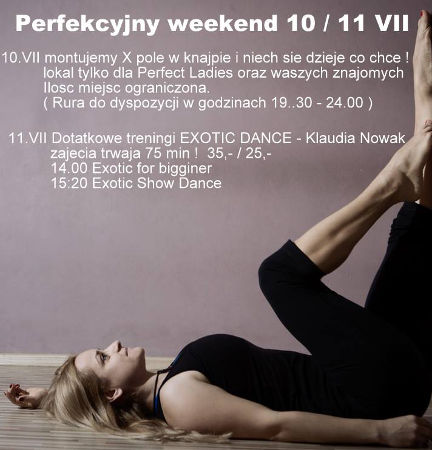 Perfekcyjny weekend 10 / 11 VII
10.VII montujemy X pole w knajpie i niech sie dzieje co chce !
lokal tylko dla Perfect Ladies oraz waszych znajomych
Ilosc miejsc ograniczona.
( Rura do dyspozycji w godzinach 19..30 - 24.00 )
11.VII Dotatkowe treningi EXOTIC DANCE - Klaudia Nowak
zajecia trwaja 75 min ! 35,- / 25,-
14.00 Exotic for bigginer
15:20 Exotic Show Dance